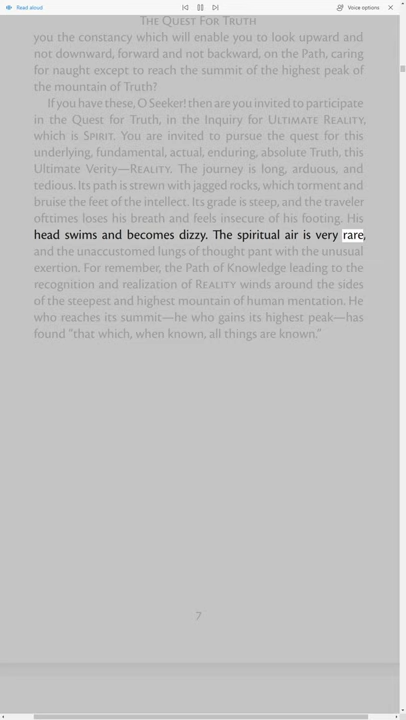 Read aloud
Voice options
THE QUEST FOR TRUTH
you the constancy which will enable you to look upward and
not downward, forward and not backward, on the Path, caring
for naught except to reach the summit of the highest peak of
the mountain of Truth?
If you have these, O Seeker! then are you invited to participate
in the Quest for Truth, in the Inquiry for ULTIMATE REALITY,
which is SPIRIT. You are invited to pursue the quest for this
underlying, fundamental, actual, enduring, absolute Truth, this
Ultimate Verity—REALITY. The journey is long, arduous, and
tedious. Its path is strewn with jagged rocks, which torment and
bruise the feet of the intellect. Its grade is steep, and the traveler
ofttimes loses his breath and feels insecure of his footing. His
head swims and becomes dizzy. The spiritual air is very rare,
and the unaccustomed lungs of thought pant with the unusual
exertion. For remember, the Path of Knowledge leading to the
recognition and realization of REALITY winds around the sides
of the steepest and highest mountain of human mentation. He
who reaches its summit—he who gains its highest peak—has
found “that which, when known, all things are known.”
7